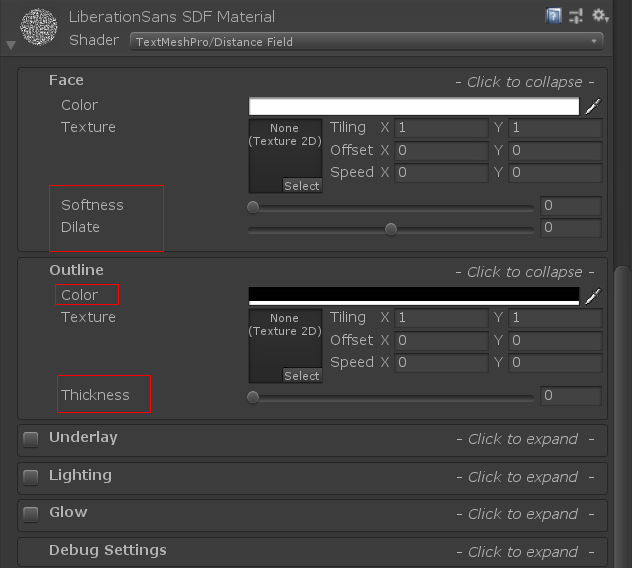 LiberationSans SDF Material
Shader TextMeshPro/Distance Field
Face - Click to collapse -
Color
Texture None (Texture 2D) Select Tiling X 1 Y 1
Offset X 0 Y 0
Speed X 0 Y 0
Softness 0
Dilate 0
Outline - Click to collapse -
Color
Texture None (Texture 2D) Select Tiling X 1 Y 1
Offset X 0 Y 0
Speed X 0 Y 0
Thickness 0
Underlay - Click to expand -
Lighting - Click to expand -
Glow - Click to expand -
Debug Settings - Click to expand -